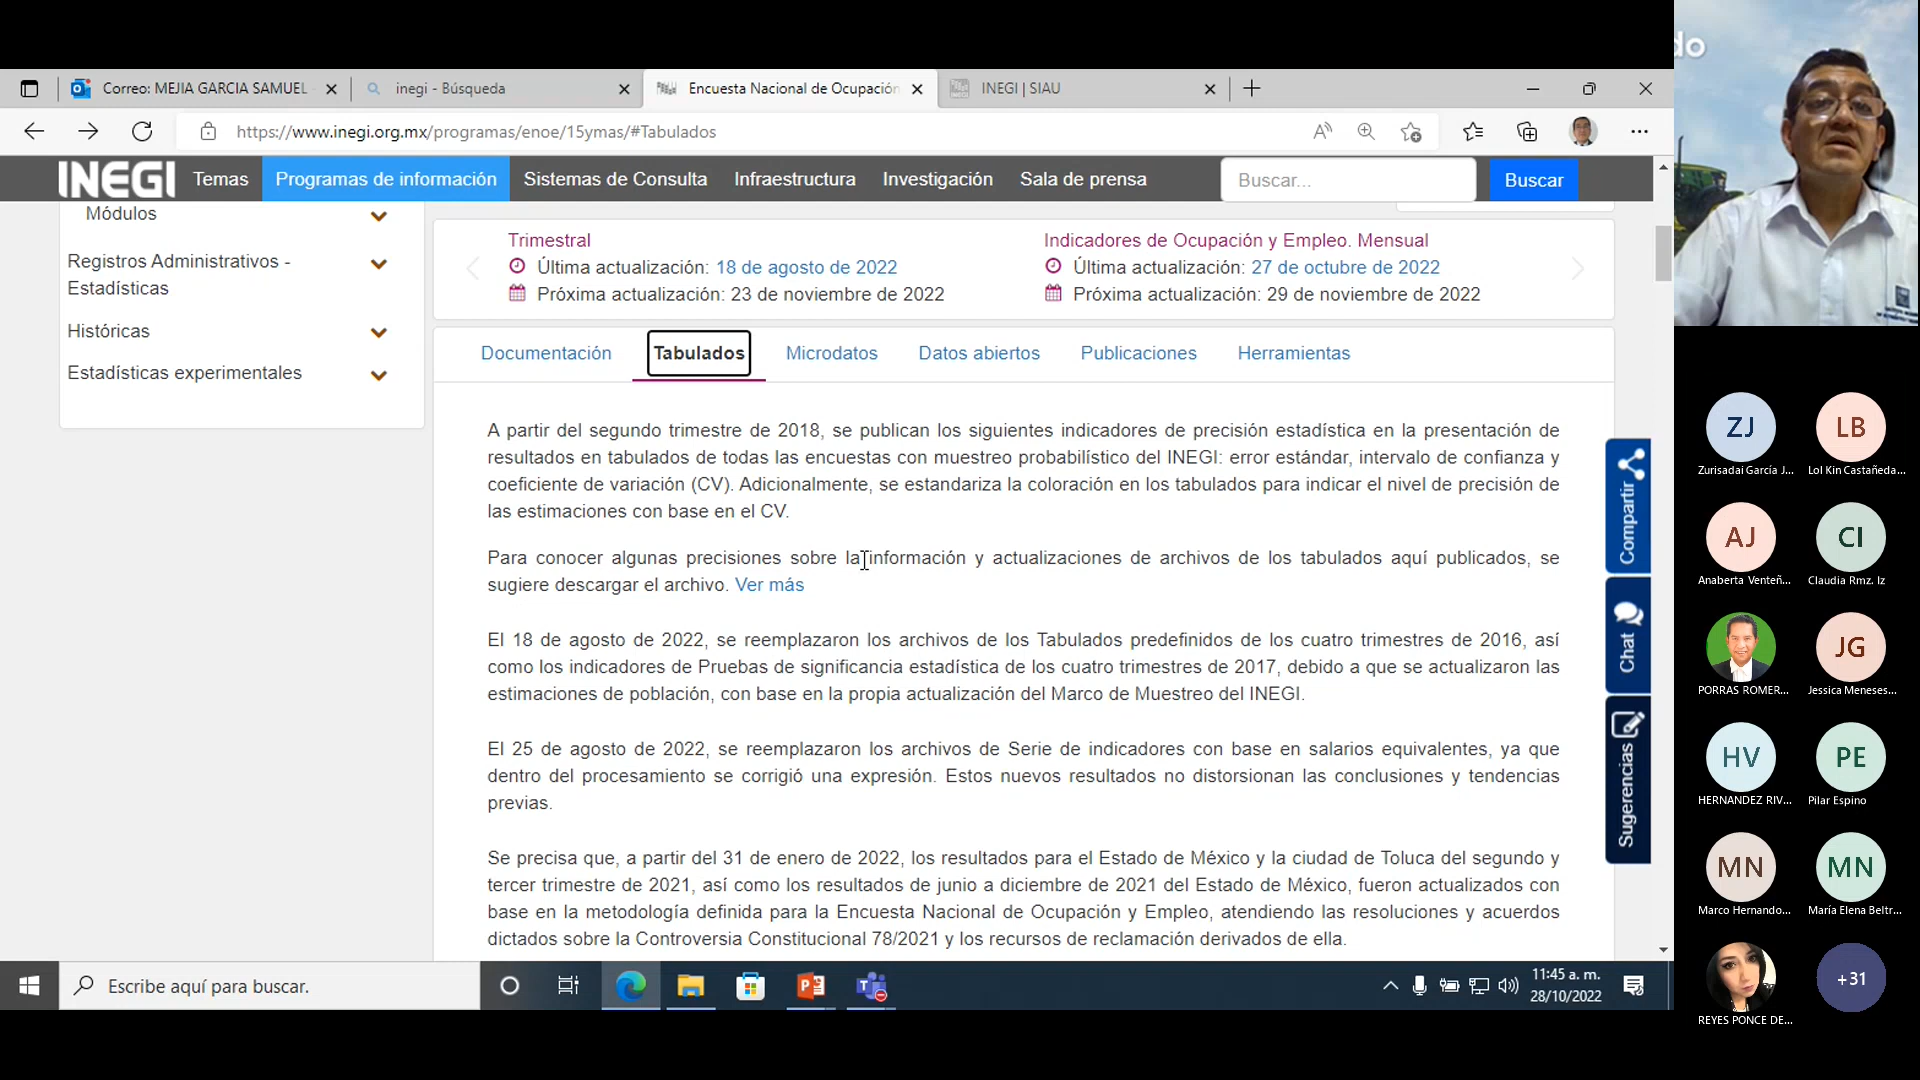 do
Correo: MEJIA GARCIA SAMUEL
inegi - Búsqueda
Encuesta Nacional de Ocupación
INEGI | SIAU
https://www.inegi.org.mx/programas/enoe/15ymas/#Tabulados
INEGI
Temas
Programas de información
Sistemas de Consulta
Infraestructura
Investigación
Sala de prensa
Buscar...
Buscar
Módulos
Registros Administrativos -
Estadísticas
Históricas
Estadísticas experimentales
Trimestral
Última actualización: 18 de agosto de 2022
Próxima actualización: 23 de noviembre de 2022
Indicadores de Ocupación y Empleo. Mensual
Última actualización: 27 de octubre de 2022
Próxima actualización: 29 de noviembre de 2022
Documentación
Tabulados
Microdatos
Datos abiertos
Publicaciones
Herramientas
A partir del segundo trimestre de 2018, se publican los siguientes indicadores de precisión estadística en la presentación de
resultados en tabulados de todas las encuestas con muestreo probabilístico del INEGI: error estándar, intervalo de confianza y
coeficiente de variación (CV). Adicionalmente, se estandariza la coloración en los tabulados para indicar el nivel de precisión de
las estimaciones con base en el CV.
Para conocer algunas precisiones sobre la información y actualizaciones de archivos de los tabulados aquí publicados, se
sugiere descargar el archivo. Ver más
El 18 de agosto de 2022, se reemplazaron los archivos de los Tabulados predefinidos de los cuatro trimestres de 2016, así
como los indicadores de Pruebas de significancia estadística de los cuatro trimestres de 2017, debido a que se actualizaron las
estimaciones de población, con base en la propia actualización del Marco de Muestreo del INEGI.
El 25 de agosto de 2022, se reemplazaron los archivos de Serie de indicadores con base en salarios equivalentes, ya que
dentro del procesamiento se corrigió una expresión. Estos nuevos resultados no distorsionan las conclusiones y tendencias
previas.
Se precisa que, a partir del 31 de enero de 2022, los resultados para el Estado de México y la ciudad de Toluca del segundo y
tercer trimestre de 2021, así como los resultados de junio a diciembre de 2021 del Estado de México, fueron actualizados con
base en la metodología definida para la Encuesta Nacional de Ocupación y Empleo, atendiendo las resoluciones y acuerdos
dictados sobre la Controversia Constitucional 78/2021 y los recursos de reclamación derivados de ella.
Compartir
Chat
Sugerencias
Escribe aquí para buscar.
11:45 a. m.
28/10/2022
ZJ
Zurisadai García J...
LB
Lol Kin Castañeda...
AJ
Anaberta Venteñ...
CI
Claudia Rmz. Iz
PORRAS ROMER...
JG
Jessica Meneses...
HV
HERNANDEZ RIV...
PE
Pilar Espino
MN
Marco Hernando...
MN
María Elena Beltr...
REYES PONCE DE...
+31